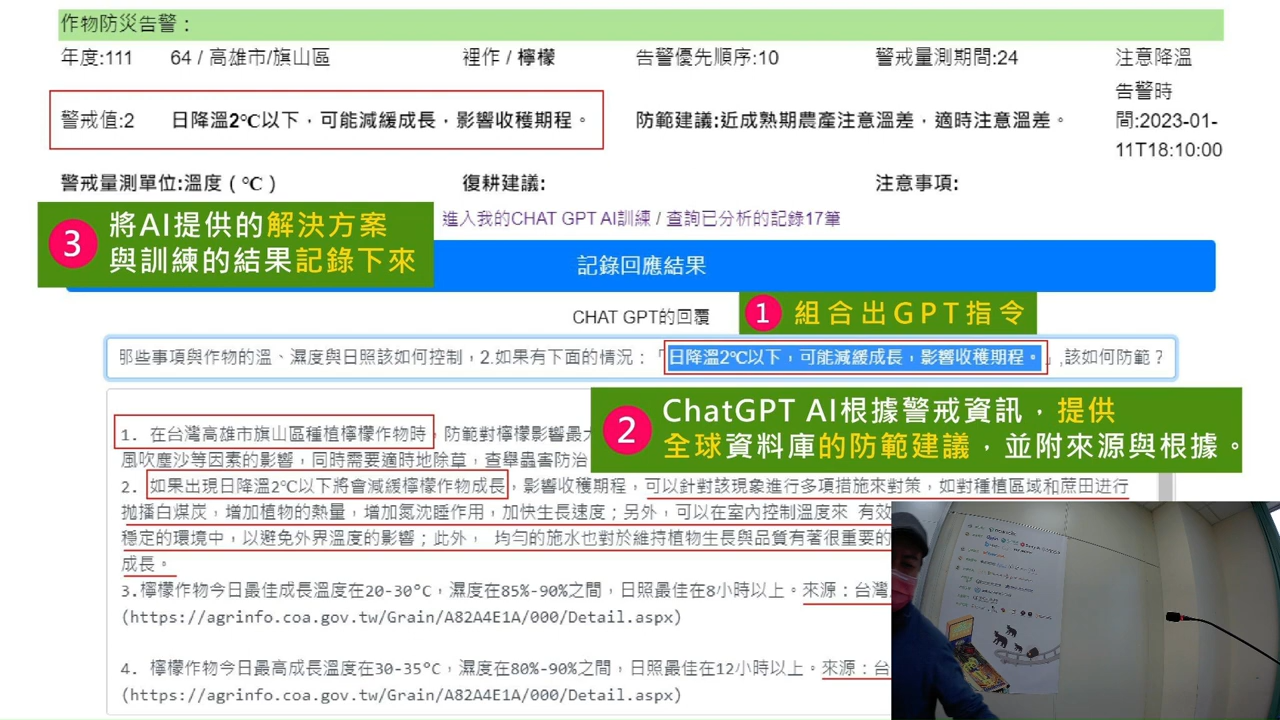 作物防災告警：
年度:111 64 / 高雄市/旗山區 裡作 / 檸檬 告警優先順序:10 警戒量測期間:24 注意降溫
警戒值:2 日降溫2℃以下，可能減緩成長，影響收穫期程。 防範建議:近成熟期農產注意溫差，適時注意溫差。
告警時
間:2023-01-
11T18:10:00
警戒量測單位:溫度（℃） 復耕建議: 注意事項:
3 將AI提供的解決方案
與訓練的結果記錄下來
進入我的CHAT GPT AI訓練 / 查詢已分析的記錄17筆
記錄回應結果
CHAT GPT的回覆
1 組合出GPT指令
那些事項與作物的溫、濕度與日照該如何控制，2.如果有下面的情況：「日降溫2℃以下，可能減緩成長，影響收穫期程。」,該如何防範？
2 ChatGPT AI根據警戒資訊，提供
全球資料庫的防範建議，並附來源與根據。
1. 在台灣高雄市旗山區種植檸檬作物時，防範對檸檬影響最
風吹塵沙等因素的影響，同時需要適時地除草，查舉蟲害防治
2. 如果出現日降溫2℃以下將會減緩檸檬作物成長，影響收穫期程，可以針對該現象進行多項措施來對策，如對種植區域和蔗田进行
拋播白煤炭，增加植物的熱量，增加氮沈睡作用，加快生長速度；另外，可以在室內控制溫度來 有效
穩定的環境中，以避免外界溫度的影響；此外， 均勻的施水也對於維持植物生長與品質有著很重要的
成長。
3.檸檬作物今日最佳成長溫度在20-30°C，濕度在85%-90%之間，日照最佳在8小時以上。來源：台灣
(https://agrinfo.coa.gov.tw/Grain/A82A4E1A/000/Detail.aspx)
4. 檸檬作物今日最高成長溫度在30-35°C，濕度在80%-90%之間，日照最佳在12小時以上。來源：台
(https://agrinfo.coa.gov.tw/Grain/A82A4E1A/000/Detail.aspx)